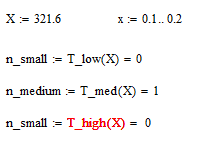 X := 321.6 x := 0.1.. 0.2
n_small := T_low(X) = 0
n_medium := T_med(X) = 1
n_small := T_high(X) = 0